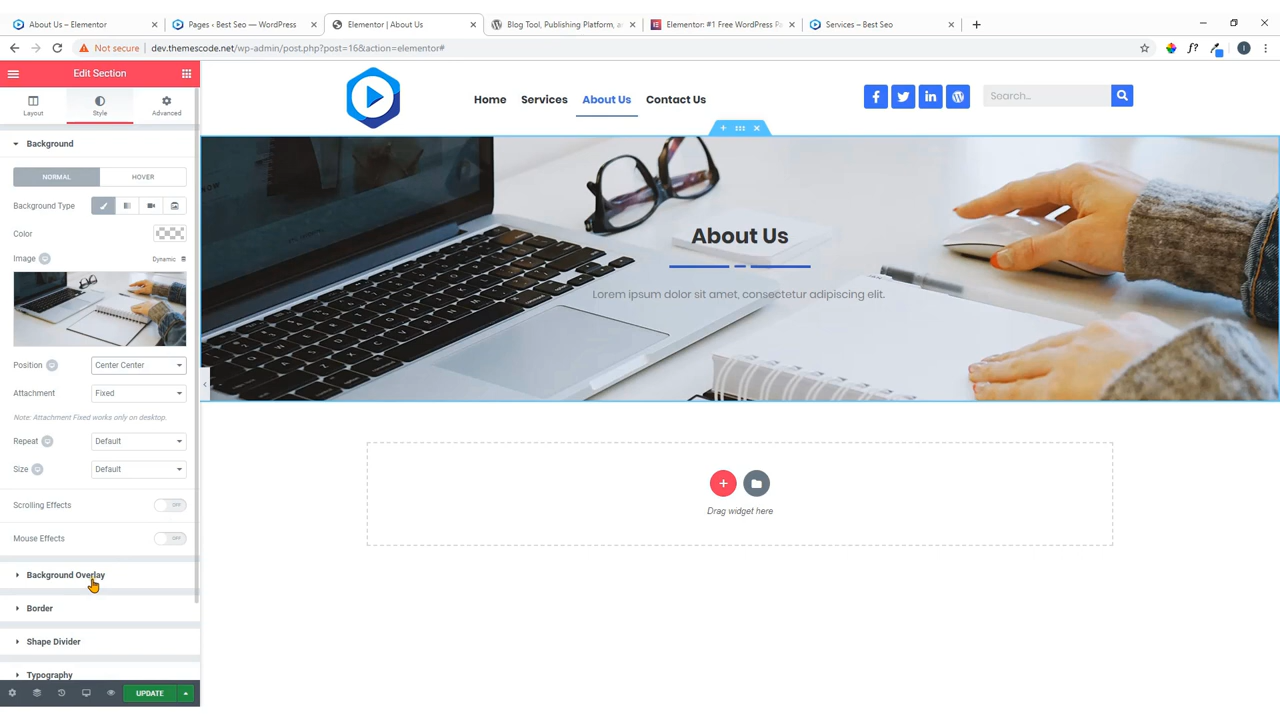 About Us – Elementor
Pages ‹ Best Seo — WordPress
Elementor | About Us
Blog Tool, Publishing Platform, a
Elementor: #1 Free WordPress P
Services – Best Seo
Not secure
dev.themescode.net/wp-admin/post.php?post=16&action=elementor#
f?
I
Edit Section
Layout
Style
Advanced
Background
NORMAL
HOVER
Background Type
Color
Image
Dynamic
Position
Center Center
Attachment
Fixed
Note: Attachment Fixed works only on desktop.
Repeat
Default
Size
Default
Scrolling Effects
OFF
Mouse Effects
OFF
Background Overlay
Border
Shape Divider
Typography
UPDATE
Home
Services
About Us
Contact Us
Search...
About Us
Lorem ipsum dolor sit amet, consectetur adipiscing elit.
Drag widget here